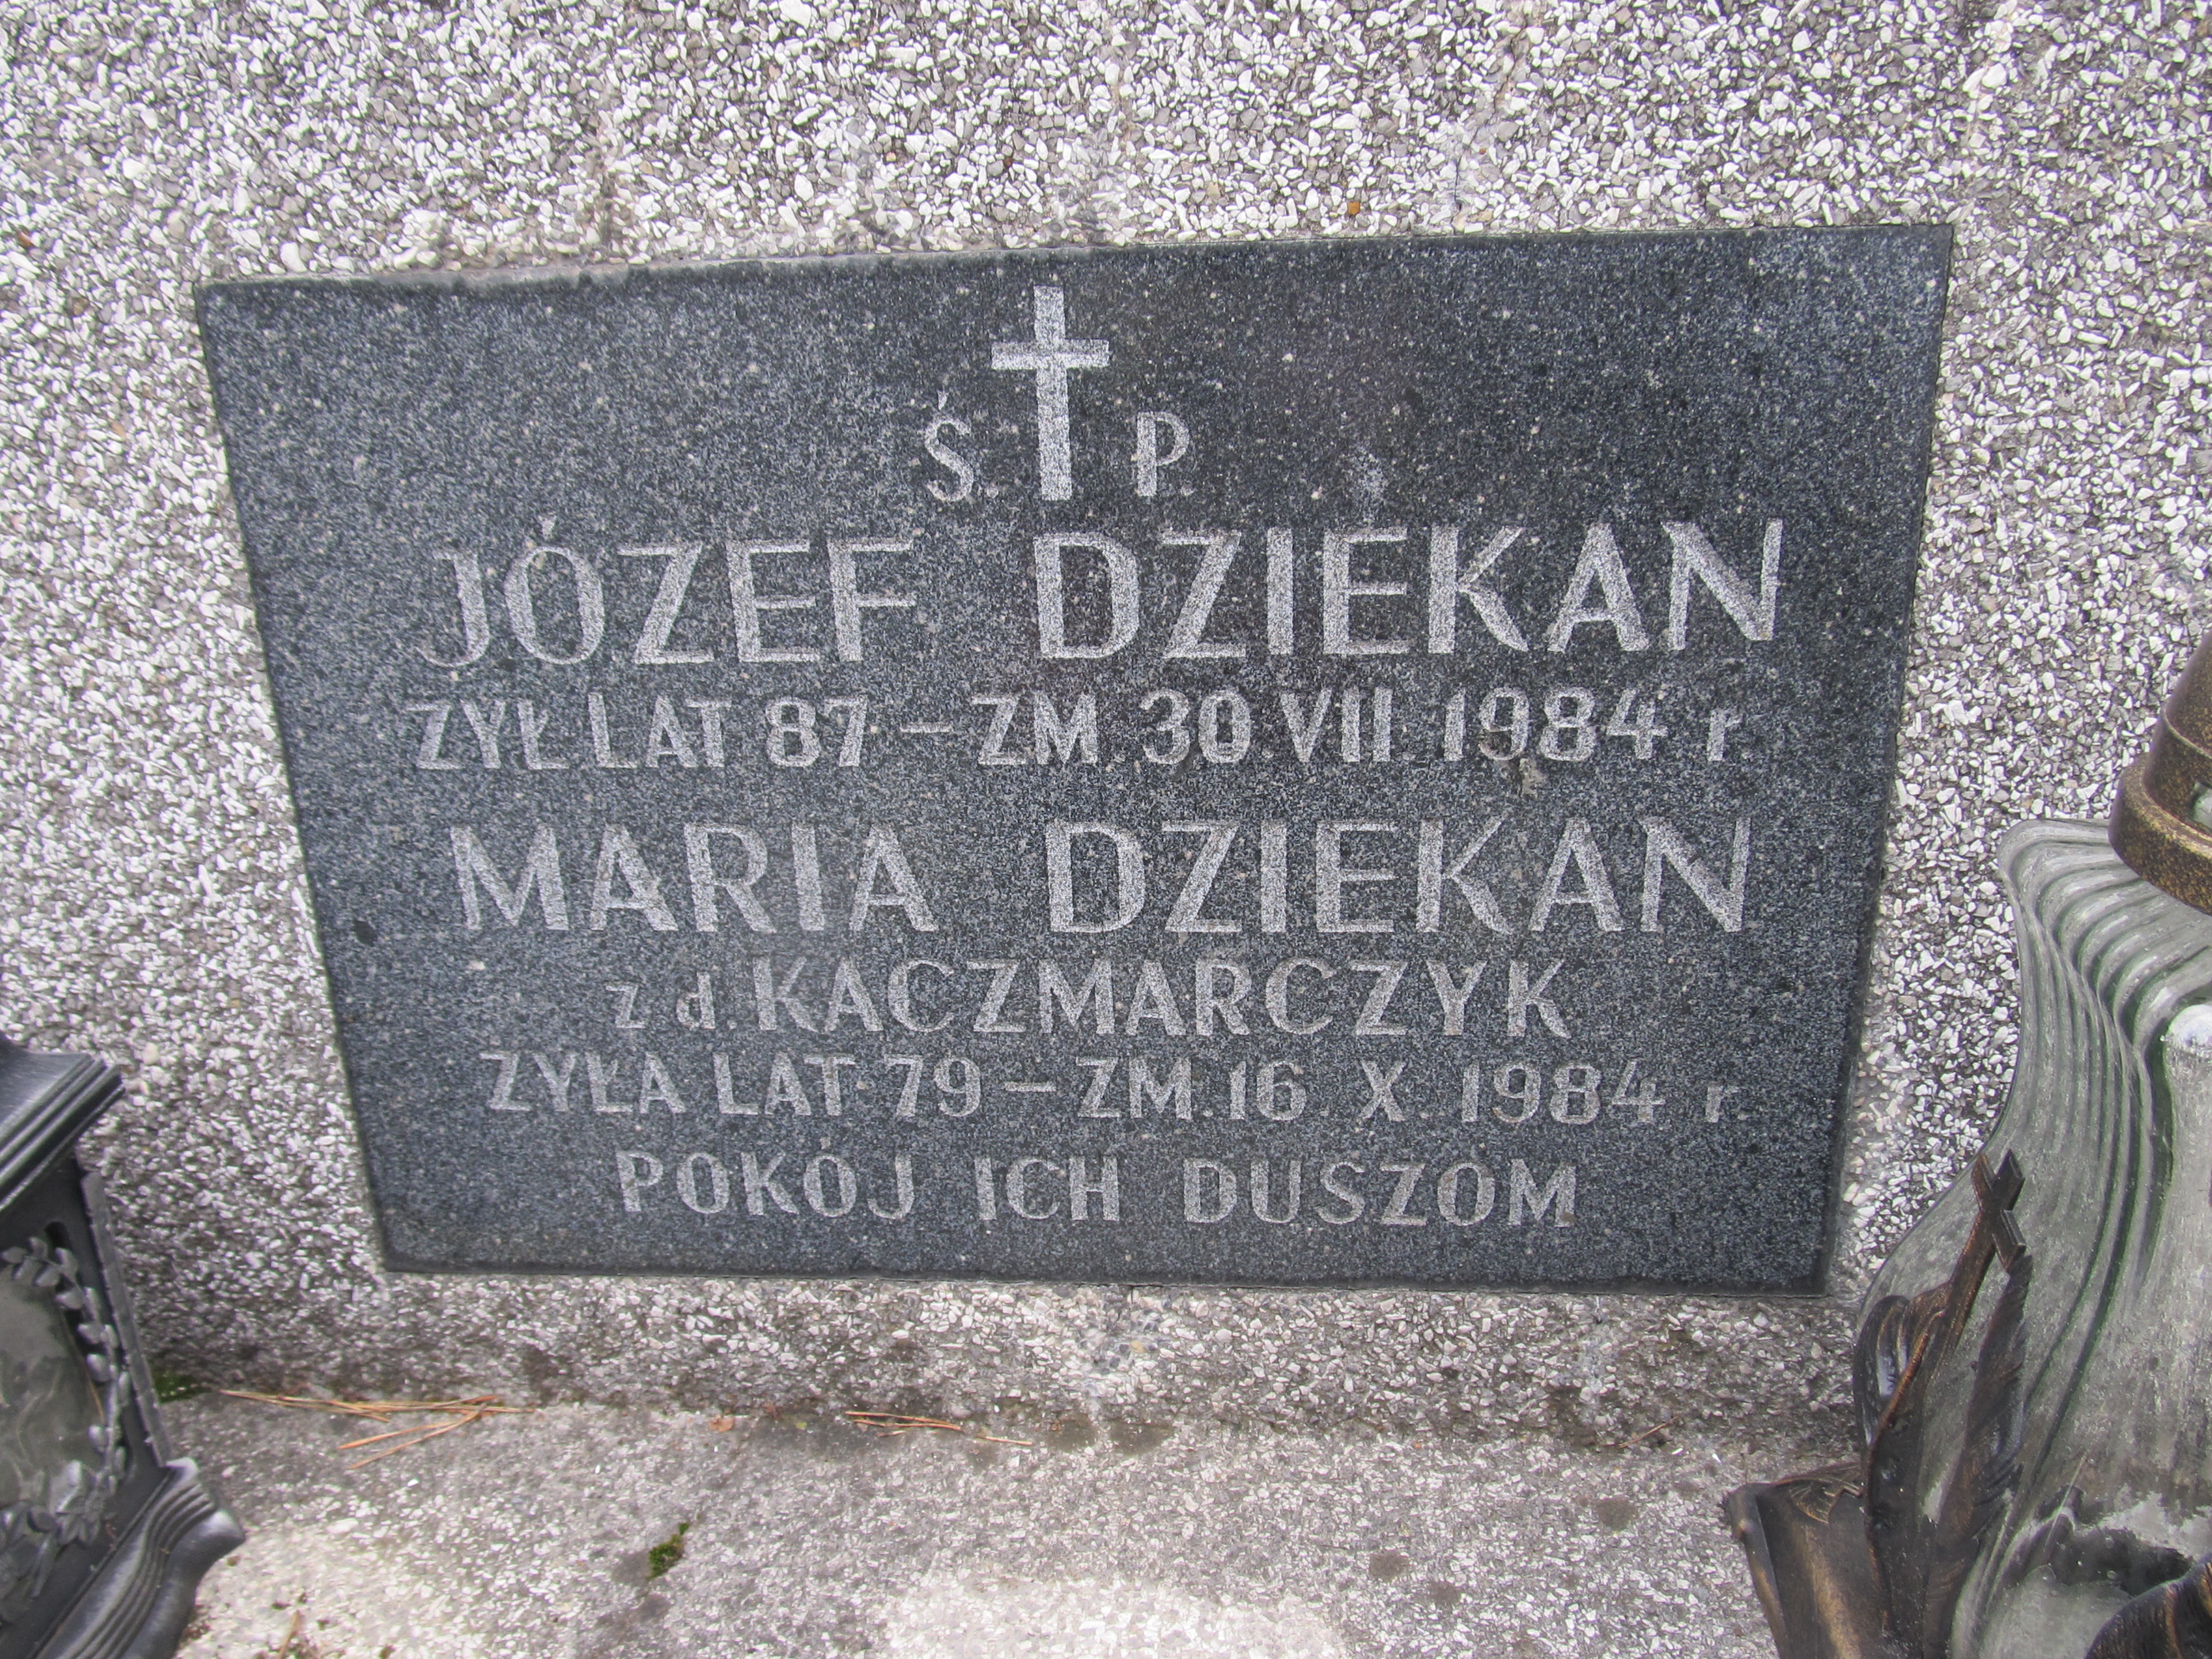 Ś. P.
JÓZEF DZIEKAN
ŻYŁ LAT 87 – ZM. 30.VII.1984 r.
MARIA DZIEKAN
z d. KACZMARCZYK
ŻYŁA LAT 79 – ZM. 16. X. 1984 r.
POKÓJ ICH DUSZOM